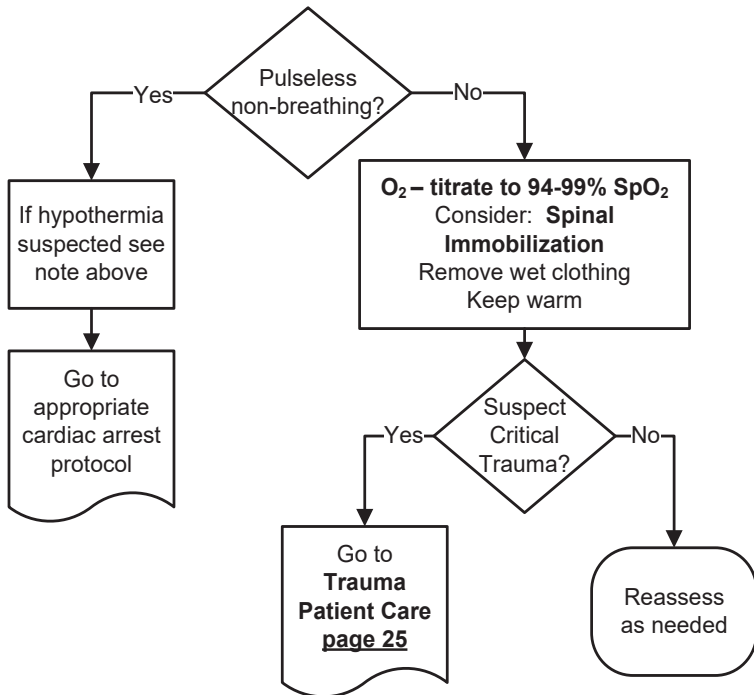 Pulseless
non-breathing?
Yes
No
If hypothermia
suspected see
note above
Go to
appropriate
cardiac arrest
protocol
O₂ – titrate to 94-99% SpO₂
Consider: Spinal
Immobilization
Remove wet clothing
Keep warm
Suspect
Critical
Trauma?
Yes
No
Go to
Trauma
Patient Care
page 25
Reassess
as needed